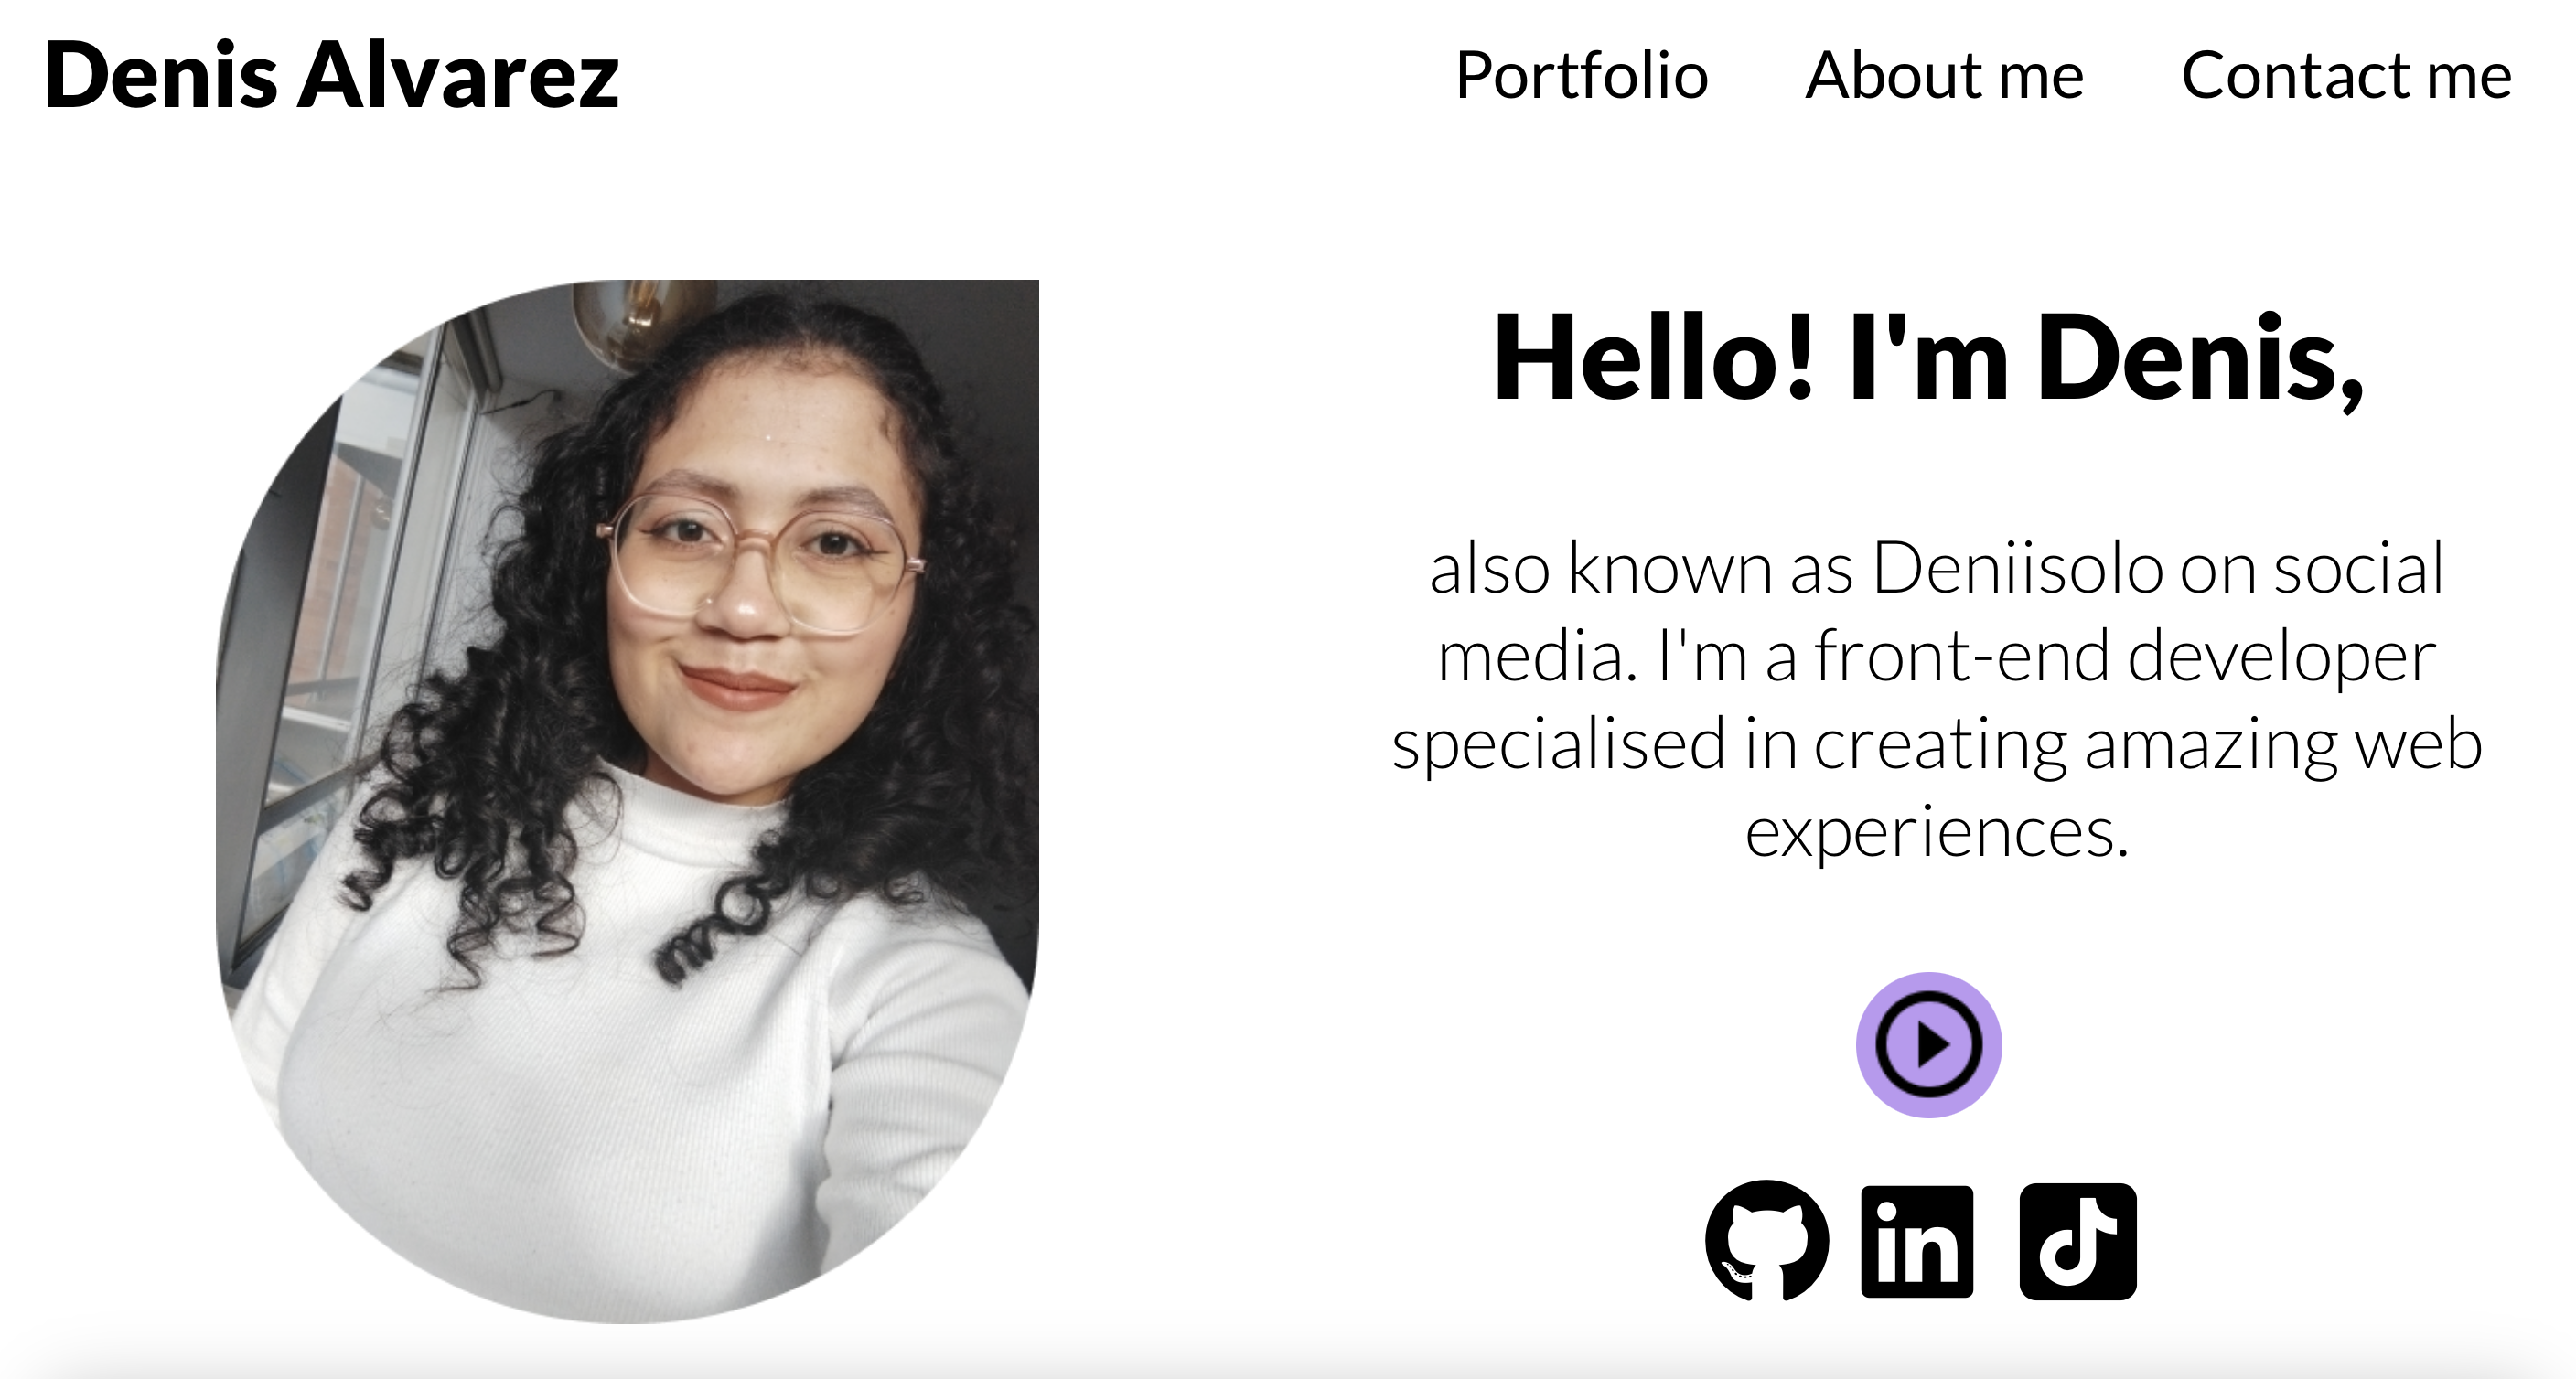 Denis Alvarez
Portfolio About me Contact me
Hello! I'm Denis,
also known as Deniisolo on social
media. I'm a front-end developer
specialised in creating amazing web
experiences.
in